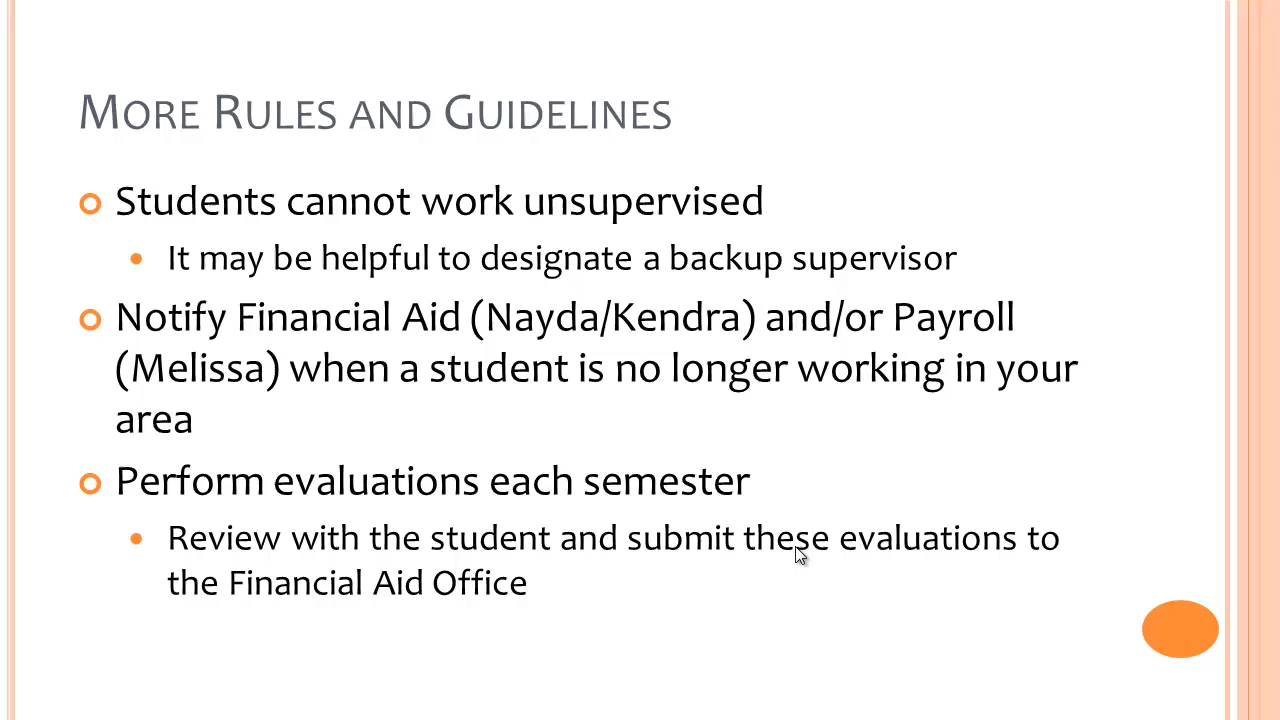 MORE RULES AND GUIDELINES
Students cannot work unsupervised
It may be helpful to designate a backup supervisor
Notify Financial Aid (Nayda/Kendra) and/or Payroll
(Melissa) when a student is no longer working in your
area
Perform evaluations each semester
Review with the student and submit these evaluations to
the Financial Aid Office